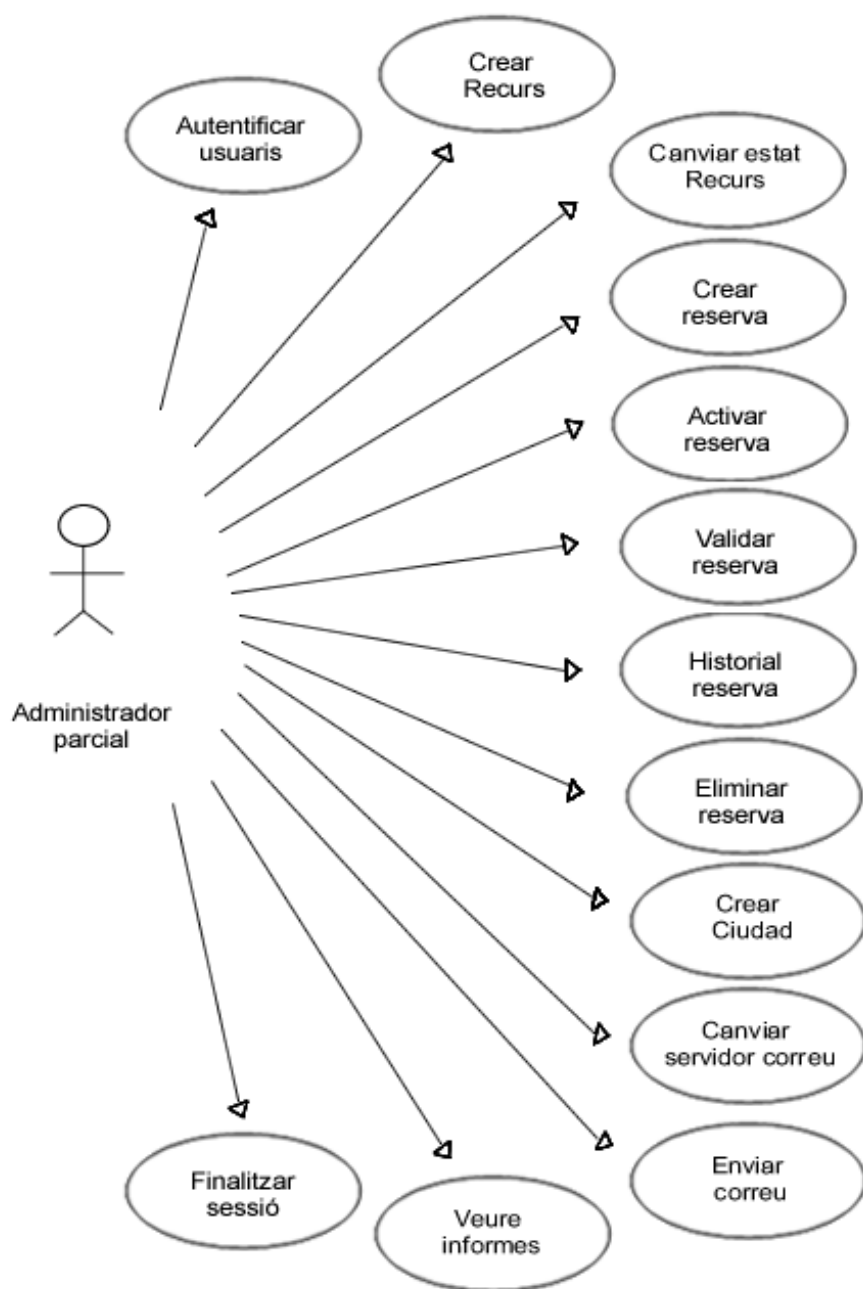 Crear
Recurs
Autentificar
usuaris
Canviar estat
Recurs
Crear
reserva
Activar
reserva
Validar
reserva
Historial
reserva
Administrador
parcial
Eliminar
reserva
Crear
Ciudad
Canviar
servidor correu
Enviar
correu
Finalitzar
sessió
Veure
informes